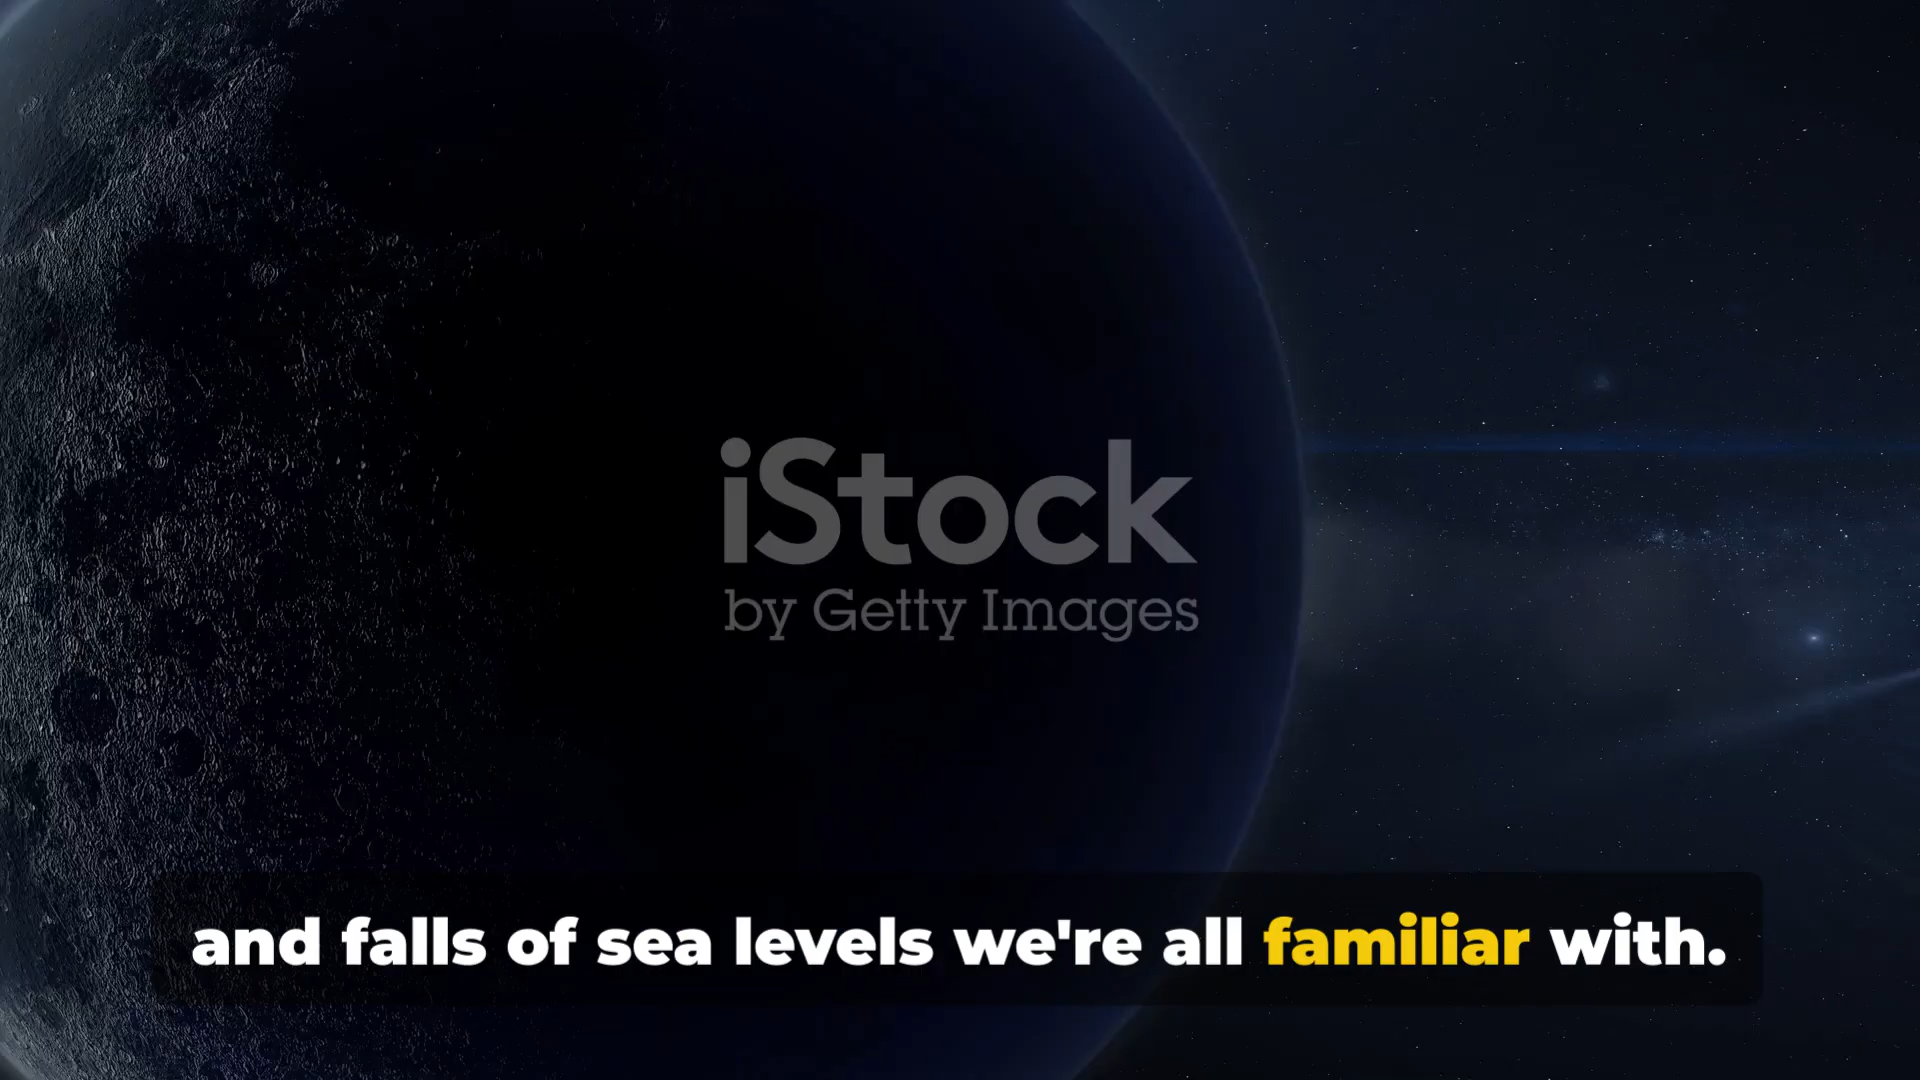 iStock
by Getty Images
and falls of sea levels we're all familiar with.